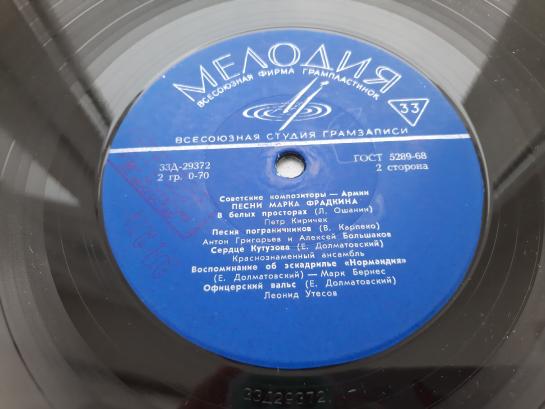 МЕЛОДИЯ
ВСЕСОЮЗНАЯ ФИРМА ГРАМПЛАСТИНОК
33
ВСЕСОЮЗНАЯ СТУДИЯ ГРАМЗАПИСИ
33Д-29372
2 гр. 0-70
ГОСТ 5289-68
2 сторона
Советские композиторы — Армии
ПЕСНИ МАРКА ФРАДКИНА
В белых просторах (Л. Ошанин)
Петр Киричек
Песня пограничников (В. Карпеко)
Антон Григорьев и Алексей Большаков
Сердце Кутузова (Е. Долматовский)
Краснознаменный ансамбль
Воспоминание об эскадрилье «Нормандия»
(Е. Долматовский) — Марк Бернес
Офицерский вальс (Е. Долматовский)
Леонид Утесов
33Д29372